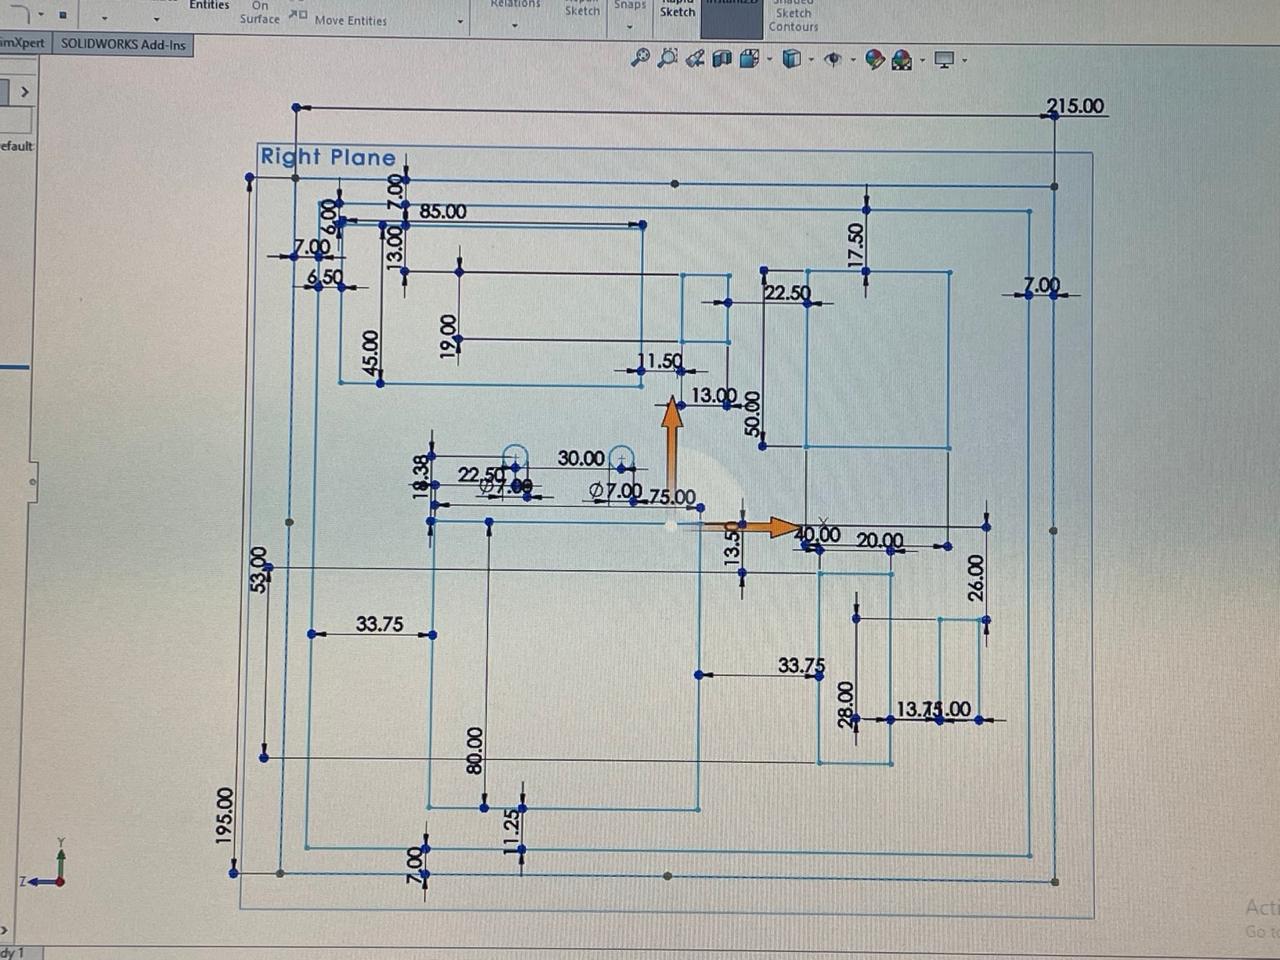 Entities
On
Surface
Move Entities
Relations
Sketch
Snaps
Rapid
Sketch
Shaded
Sketch
Contours
imXpert
SOLIDWORKS Add-Ins
efault
215.00
Right Plane
7.00
6.00
85.00
7.00
13.00
17.50
6.50
7.00
22.50
19.00
45.00
11.50
13.00
50.00
18.38
30.00
22.50
Ø7.00
Ø7.00
75.00
13.50
40.00
20.00
53.00
26.00
33.75
33.75
28.00
13.75
80.00
195.00
11.25
7.00
Y
Z
Acti
Go to
dy 1